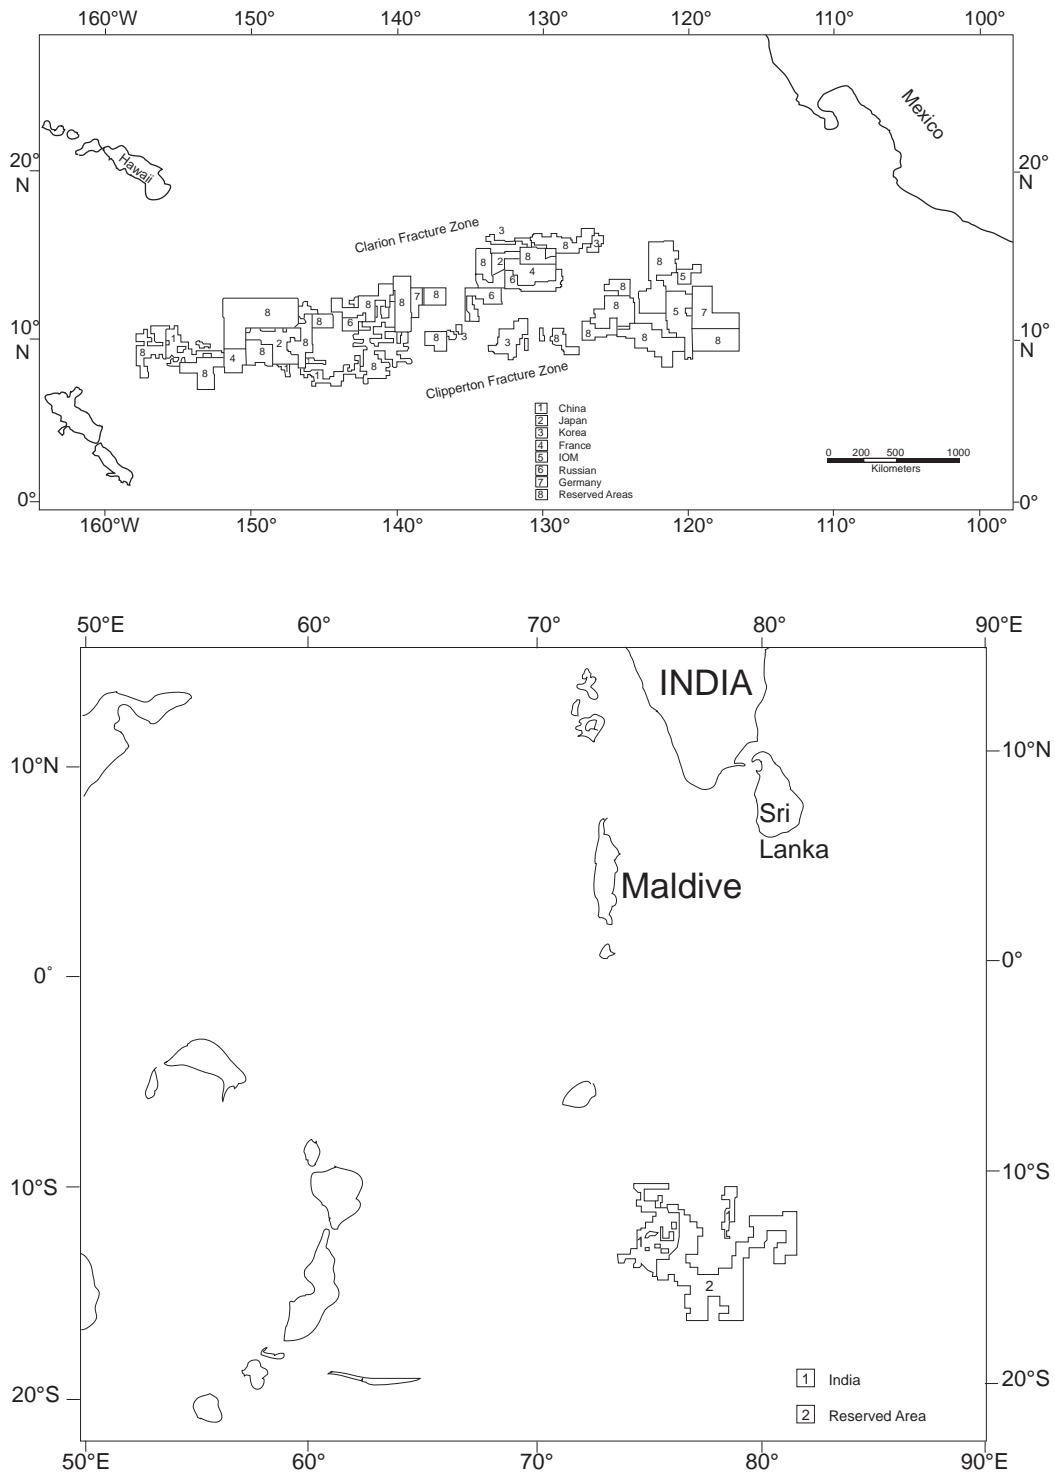 160°W 150° 140° 130° 120° 110° 100°
Mexico
Hawaii
20° N
20° N
Clarion Fracture Zone
3
8 3
8 2 8 4 6
8 5
8 8 7 8 6
8
8 5 7
8
8 6
10° N
10° N
1 8 4 8 2 8
8 3 3 8 8 8 8
8 1 8
Clipperton Fracture Zone
1 China
2 Japan
3 Korea
4 France
5 IOM
6 Russian
7 Germany
8 Reserved Areas
0 200 500 1000
Kilometers
0° 0°
160°W 150° 140° 130° 120° 110° 100°
50°E 60° 70° 80° 90°E
INDIA
10°N 10°N
Sri
Lanka
Maldive
0° 0°
10°S 10°S
2
1 India
2 Reserved Area
20°S 20°S
50°E 60° 70° 80° 90°E